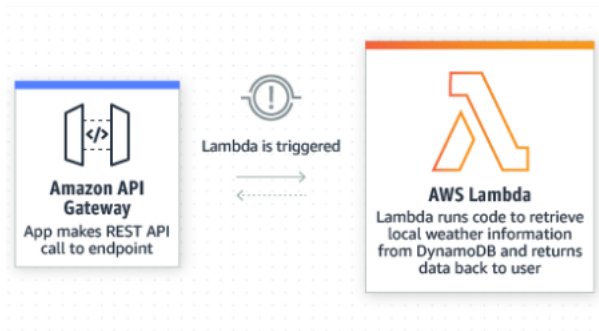 </>
Amazon API
Gateway
App makes REST API
call to endpoint
!
Lambda is triggered
AWS Lambda
Lambda runs code to retrieve
local weather information
from DynamoDB and returns
data back to user